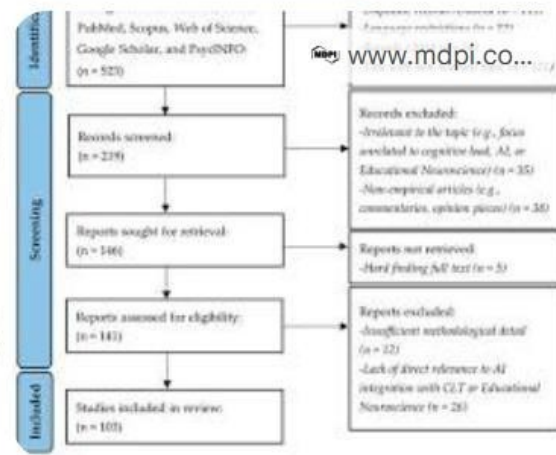 Identific
PubMed, Scopus, Web of Science,
Google Scholar, and PsycINFO:
(n = 523)
MDPI www.mdpi.co...
Screening
Records screened:
(n = 219)
Records excluded:
-Irrelevant to the topic (e.g., focus
unrelated to cognitive load, AI, or
Educational Neuroscience) (n = 35)
-Non-empirical articles (e.g.,
commentaries, opinion pieces) (n = 38)
Reports sought for retrieval:
(n = 146)
Reports not retrieved:
-Hard finding full text (n = 5)
Reports assessed for eligibility:
(n = 141)
Reports excluded:
-Insufficient methodological detail
(n = 12)
-Lack of direct relevance to AI
integration with CLT or Educational
Neuroscience (n = 26)
Included
Studies included in review:
(n = 103)